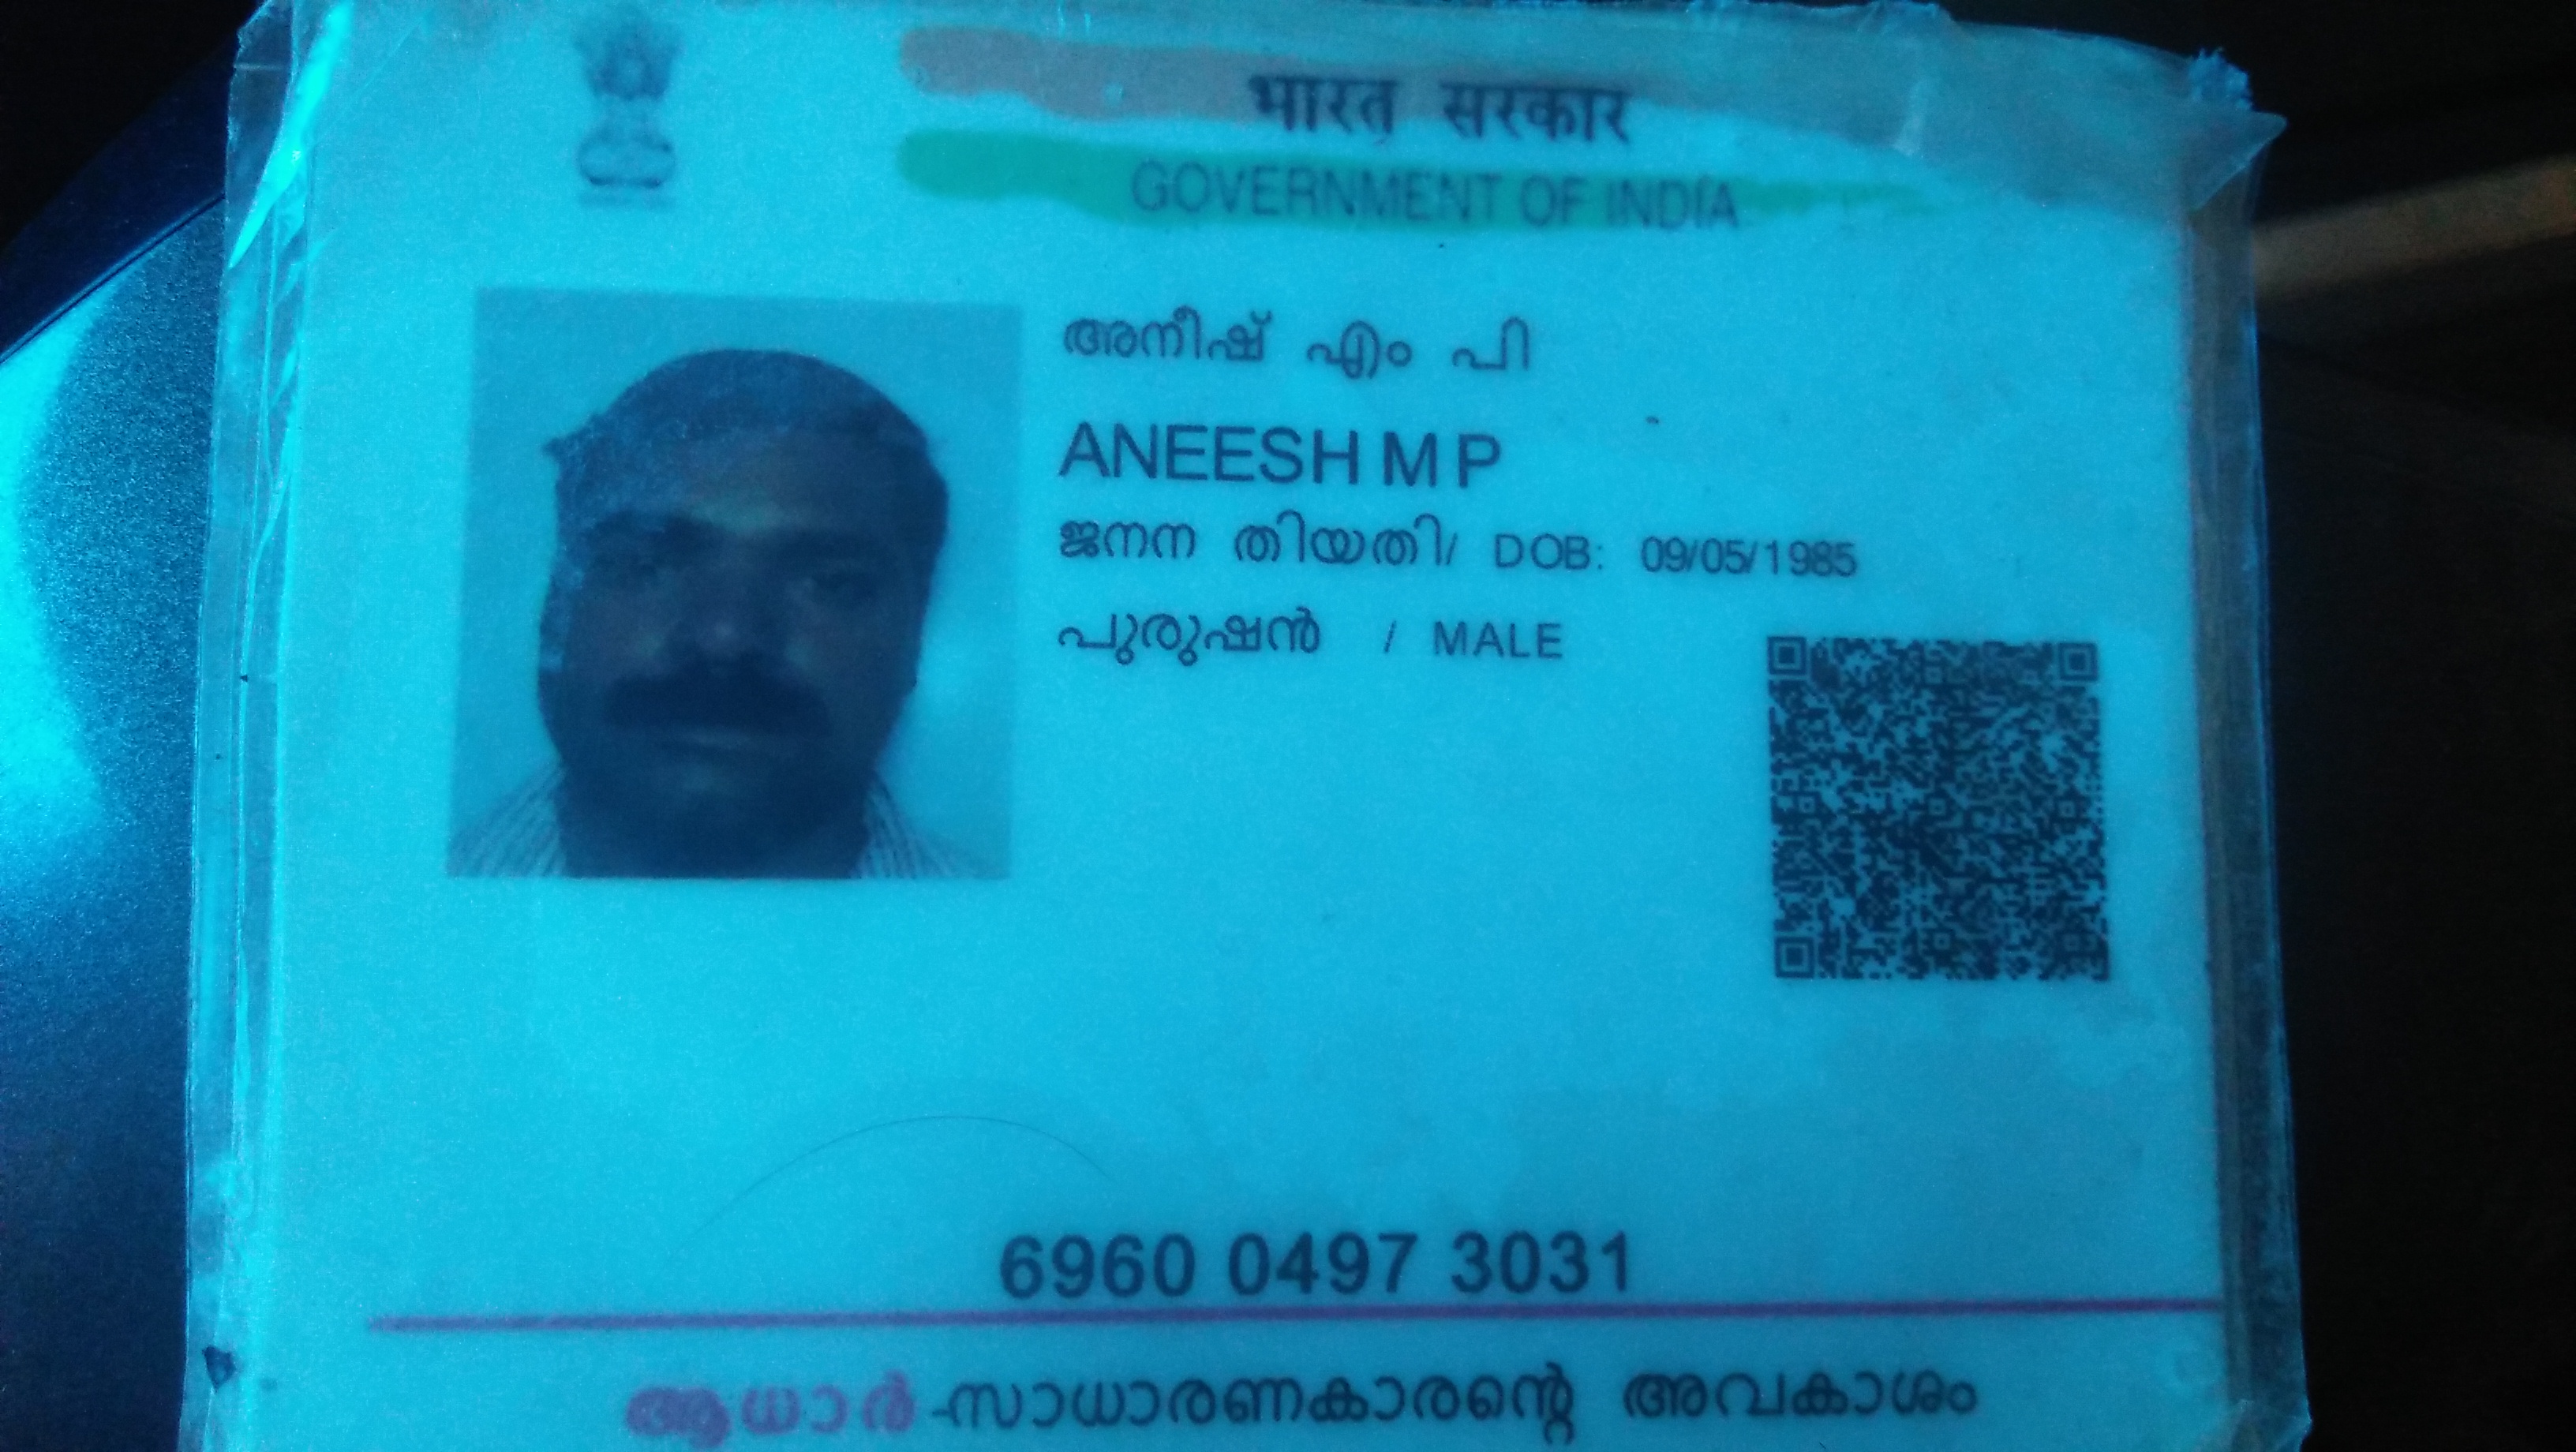 भारत सरकार
GOVERNMENT OF INDIA
അനീഷ് എം പി
ANEESH M P
ജനന തിയതി/ DOB: 09/05/1985
പുരുഷൻ / MALE
6960 0497 3031
ആധാർ-സാധാരണകാരന്റെ അവകാശം